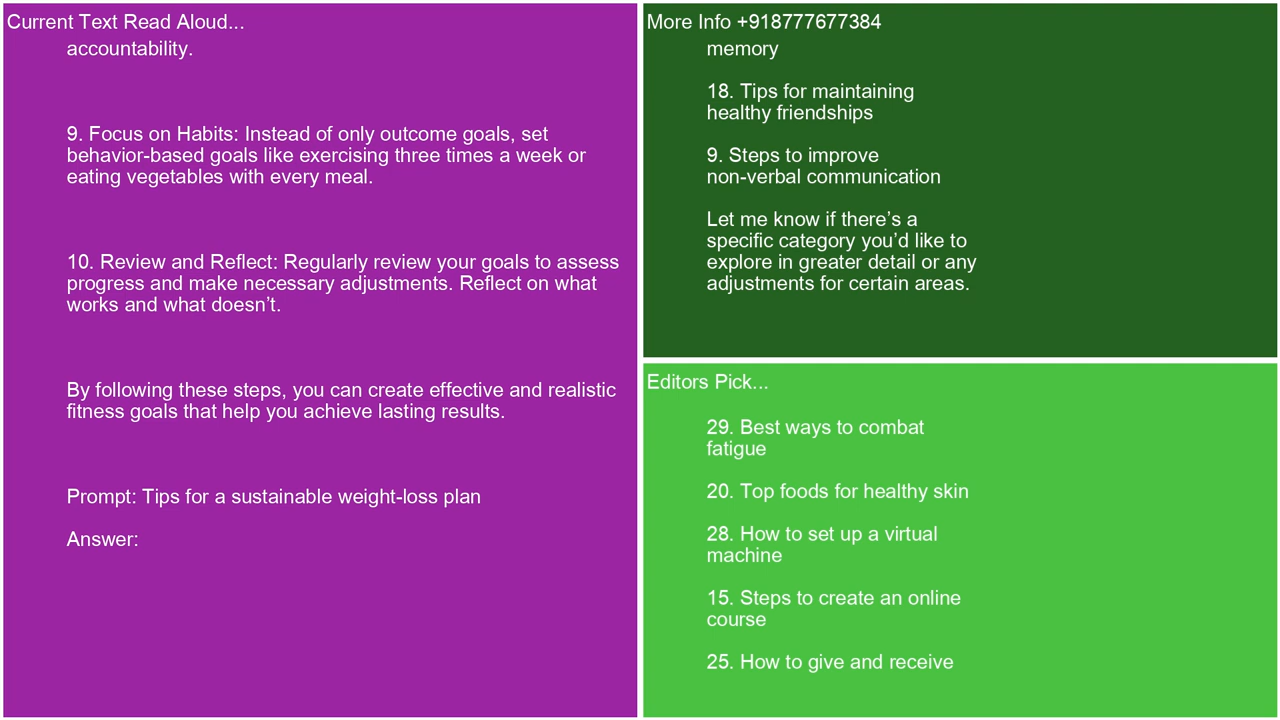 Current Text Read Aloud...
accountability.
9. Focus on Habits: Instead of only outcome goals, set
behavior-based goals like exercising three times a week or
eating vegetables with every meal.
10. Review and Reflect: Regularly review your goals to assess
progress and make necessary adjustments. Reflect on what
works and what doesn’t.
By following these steps, you can create effective and realistic
fitness goals that help you achieve lasting results.
Prompt: Tips for a sustainable weight-loss plan
Answer:
More Info +918777677384
memory
18. Tips for maintaining
healthy friendships
9. Steps to improve
non-verbal communication
Let me know if there’s a
specific category you’d like to
explore in greater detail or any
adjustments for certain areas.
Editors Pick...
29. Best ways to combat
fatigue
20. Top foods for healthy skin
28. How to set up a virtual
machine
15. Steps to create an online
course
25. How to give and receive